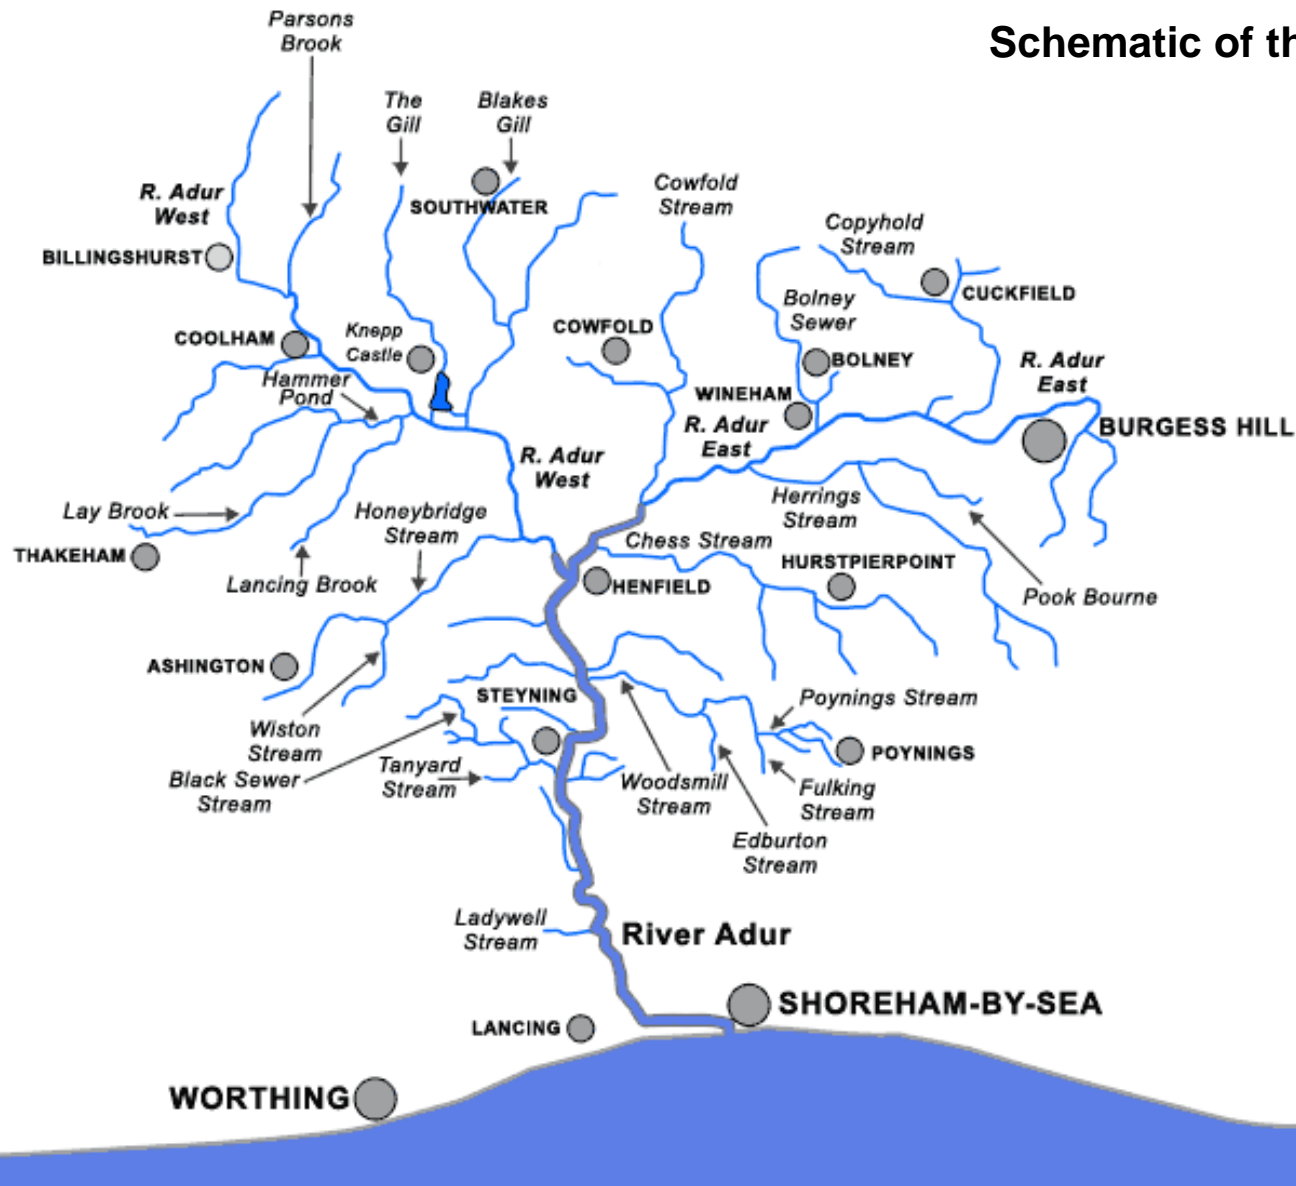 Parsons
Brook
Schematic of th
The
Gill
Blakes
Gill
R. Adur
West
SOUTHWATER
Cowfold
Stream
Copyhold
Stream
BILLINGSHURST
CUCKFIELD
Bolney
Sewer
COOLHAM
Knepp
Castle
COWFOLD
BOLNEY
R. Adur
East
Hammer
Pond
WINEHAM
R. Adur
East
BURGESS HILL
R. Adur
West
Lay Brook
Honeybridge
Stream
Herrings
Stream
THAKEHAM
Chess Stream
HURSTPIERPOINT
Lancing Brook
HENFIELD
Pook Bourne
ASHINGTON
STEYNING
Poynings Stream
Wiston
Stream
POYNINGS
Black Sewer
Stream
Tanyard
Stream
Woodsmill
Stream
Fulking
Stream
Edburton
Stream
Ladywell
Stream
River Adur
SHOREHAM-BY-SEA
LANCING
WORTHING